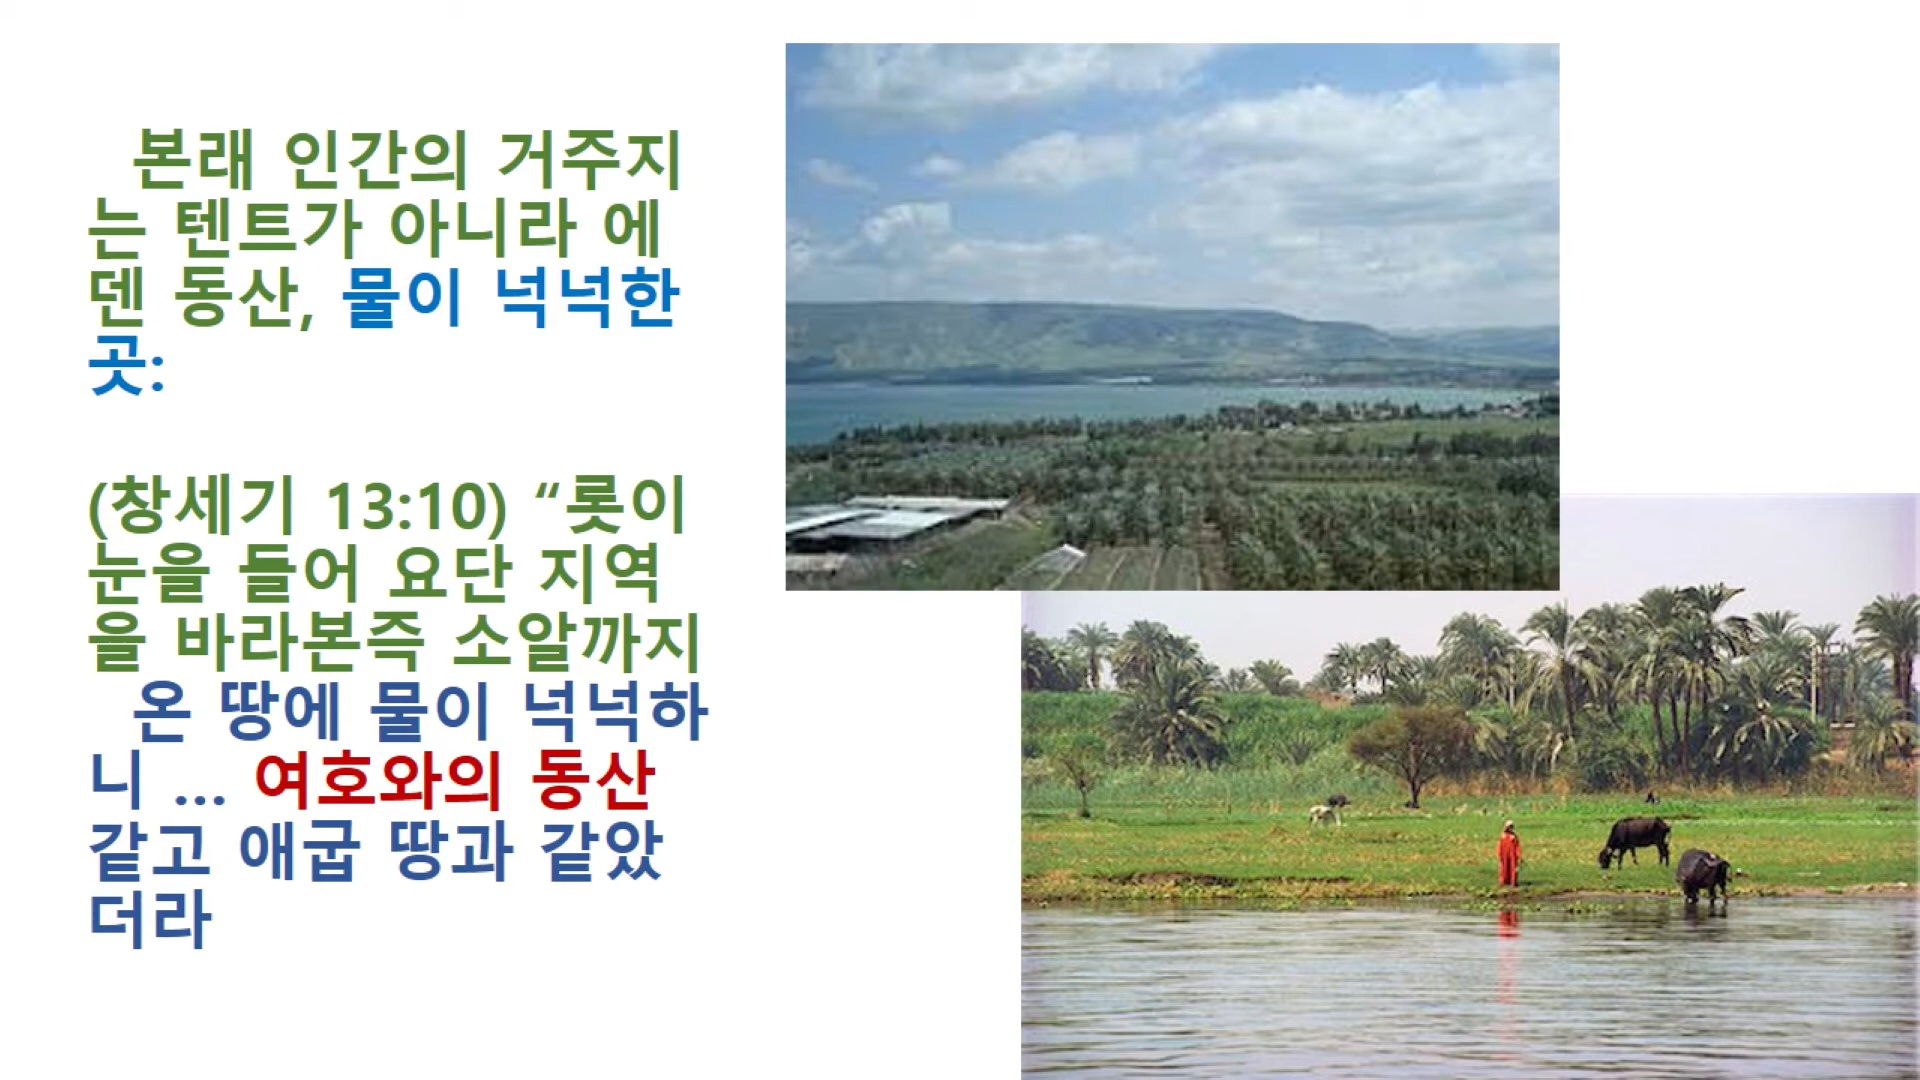 본래 인간의 거주지
는 텐트가 아니라 에
덴 동산, 물이 넉넉한
곳:
(창세기 13:10) “롯이
눈을 들어 요단 지역
을 바라본즉 소알까지
온 땅에 물이 넉넉하
니 ... 여호와의 동산
같고 애굽 땅과 같았
더라